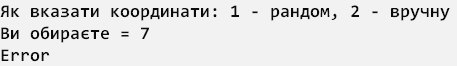 Як вказати координати: 1 - рандом, 2 - вручну
Ви обираєте = 7
Error